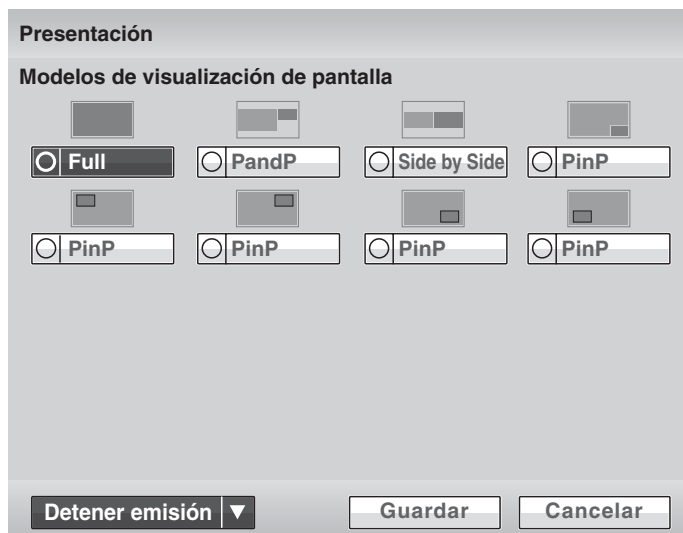 Presentación
Modelos de visualización de pantalla
Full PandP Side by Side PinP
PinP PinP PinP PinP
Detener emisión Guardar Cancelar